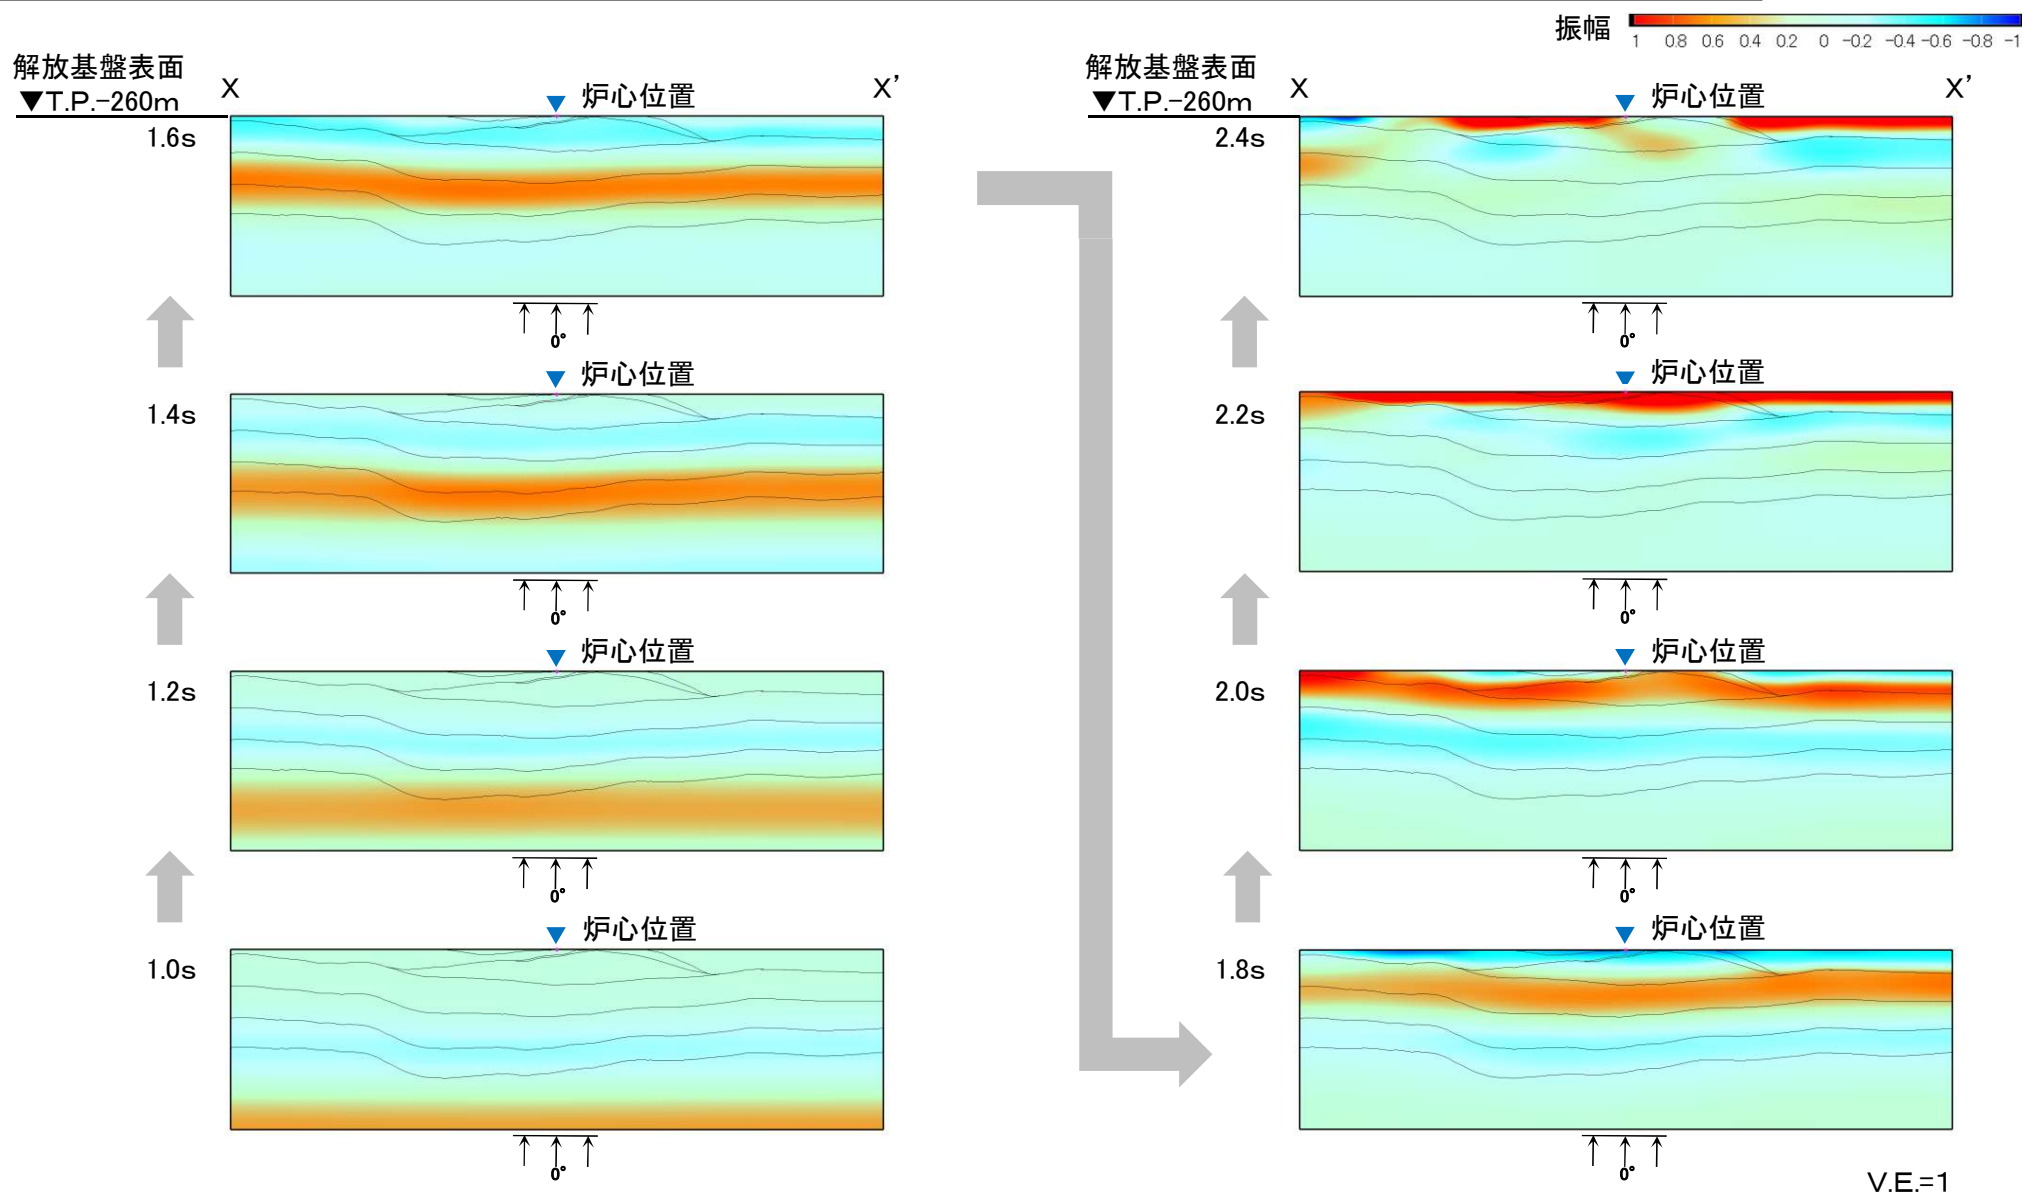 振幅
1 0.8 0.6 0.4 0.2 0 -0.2 -0.4 -0.6 -0.8 -1
解放基盤表面
▼T.P.-260m
X
X’
炉心位置
1.6s
0°
炉心位置
1.4s
0°
炉心位置
1.2s
0°
炉心位置
1.0s
0°
解放基盤表面
▼T.P.-260m
X
X’
炉心位置
2.4s
0°
炉心位置
2.2s
0°
炉心位置
2.0s
0°
炉心位置
1.8s
0°
V.E.=1